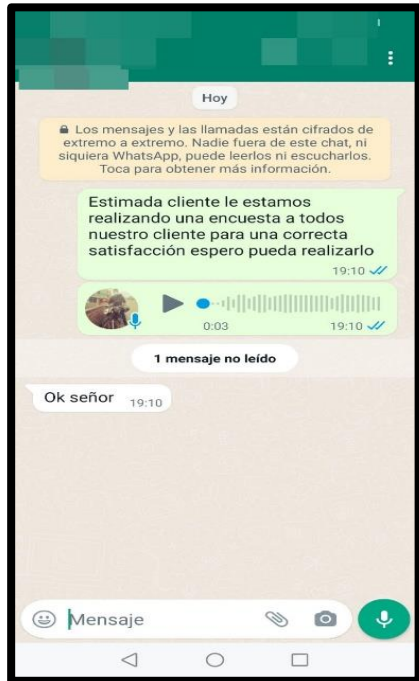 Hoy
Los mensajes y las llamadas están cifrados de
extremo a extremo. Nadie fuera de este chat, ni
siquiera WhatsApp, puede leerlos ni escucharlos.
Toca para obtener más información.
Estimada cliente le estamos
realizando una encuesta a todos
nuestro cliente para una correcta
satisfacción espero pueda realizarlo
19:10
0:03 19:10
1 mensaje no leído
Ok señor 19:10
Mensaje